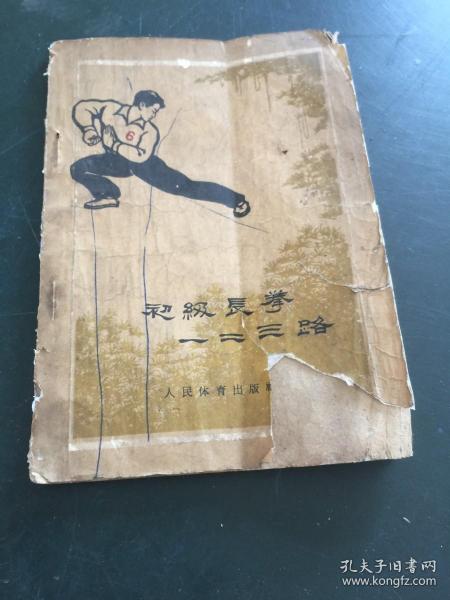 6
初級長拳
一二三路
人民体育出版
孔夫子旧书网
www.kongfz.com